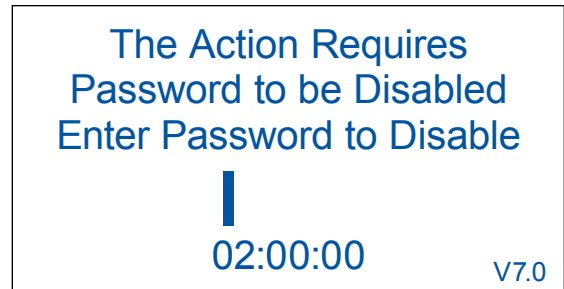 The Action Requires
Password to be Disabled
Enter Password to Disable
02:00:00
V7.0